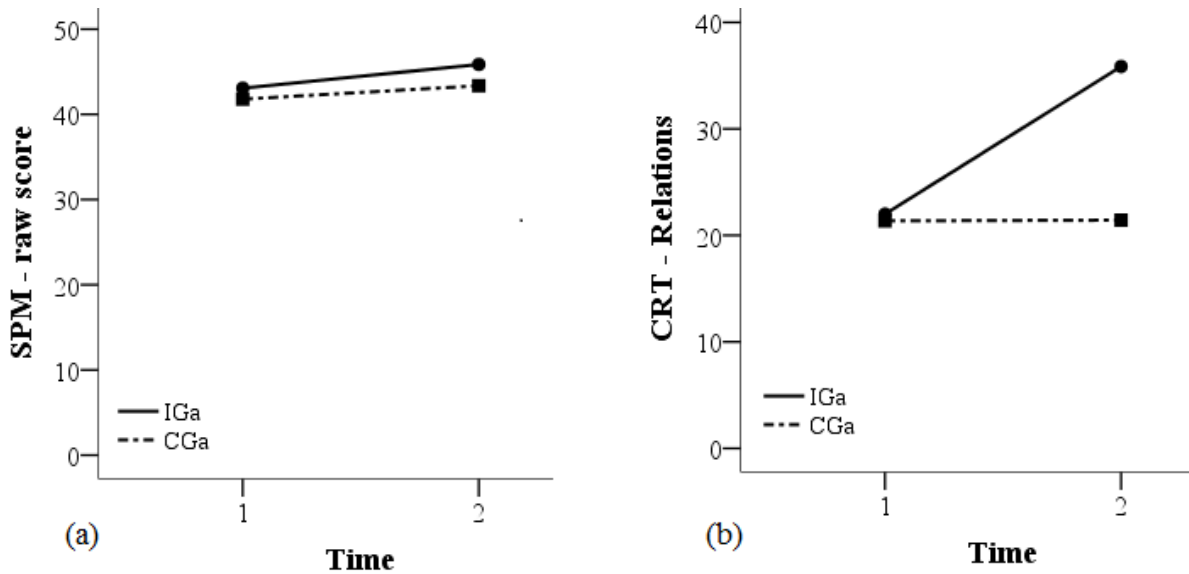 50
40
30
20
10
0
SPM - raw score
IGa
CGa
1 2
(a)
Time
40
30
20
10
0
CRT - Relations
IGa
CGa
1 2
(b)
Time